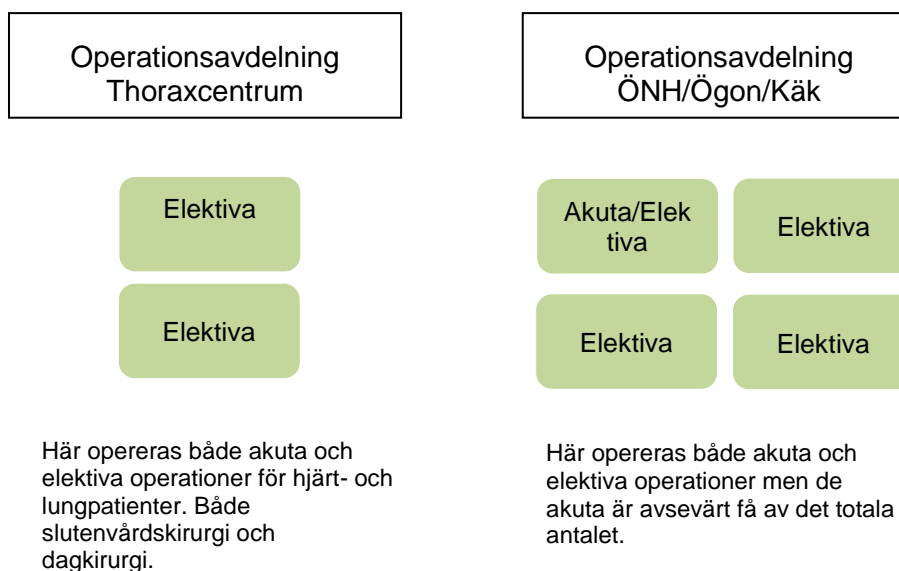 Operationsavdelning
Thoraxcentrum
Elektiva
Elektiva
Här opereras både akuta och
elektiva operationer för hjärt- och
lungpatienter. Både
slutenvårdskirurgi och
dagkirurgi.
Operationsavdelning
ÖNH/Ögon/Käk
Akuta/Elek
tiva
Elektiva
Elektiva
Elektiva
Här opereras både akuta och
elektiva operationer men de
akuta är avsevärt få av det totala
antalet.